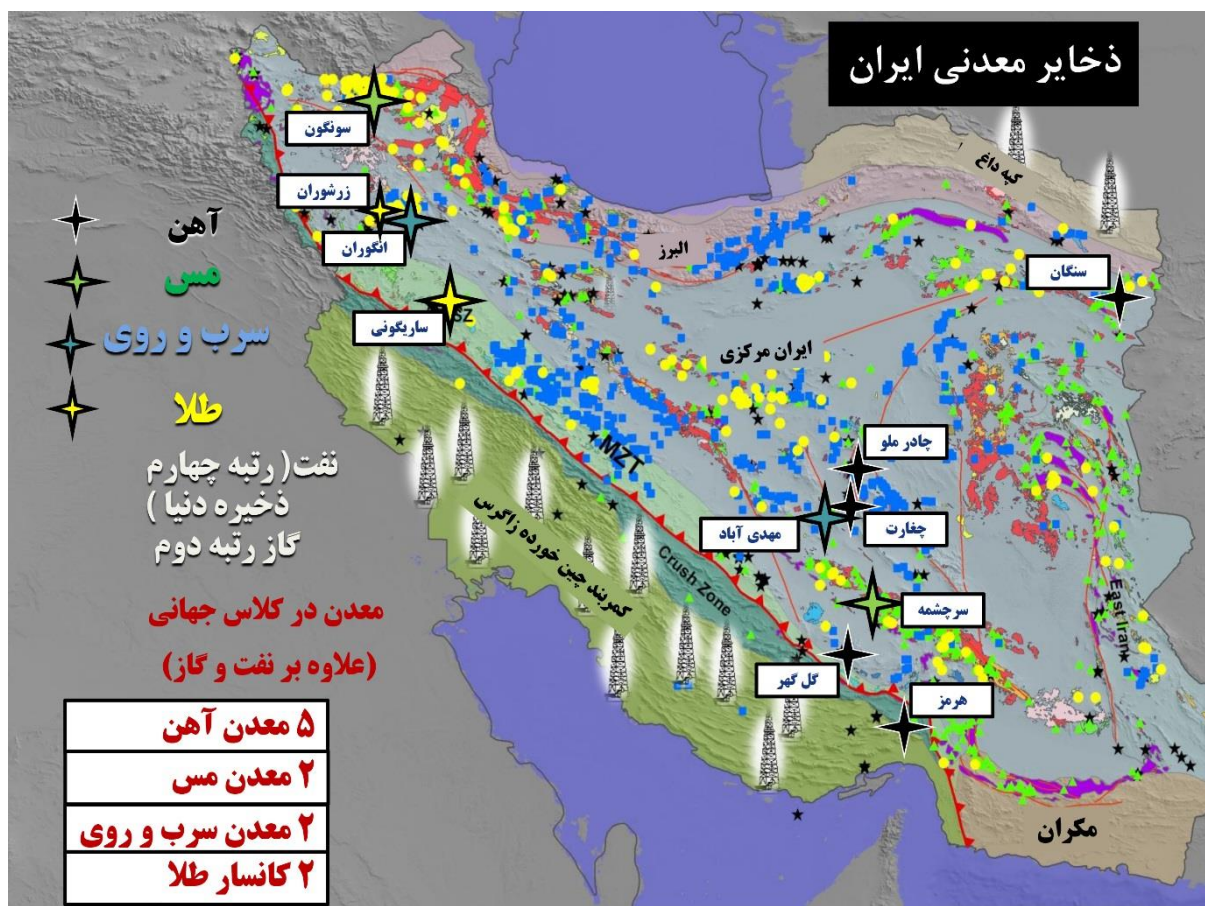 ذخایر معدنی ایران
کپه داغ
سونگون
زرشوران
انگوران
البرز
سنگان
ساریگونی
ایران مرکزی
آهن
مس
سرب و روی
طلا
نفت( رتبه چهارم
ذخیره دنیا )
گاز رتبه دوم
معدن در کلاس جهانی
(علاوه بر نفت و گاز)
۵ معدن آهن
۲ معدن مس
۲ معدن سرب و روی
۲ کانسار طلا
MZT
چادر ملو
چغارت
مهدی آباد
کمربند چین خورده زاگرس
Crush Zone
سرچشمه
East Iran
گل گهر
هرمز
مکران